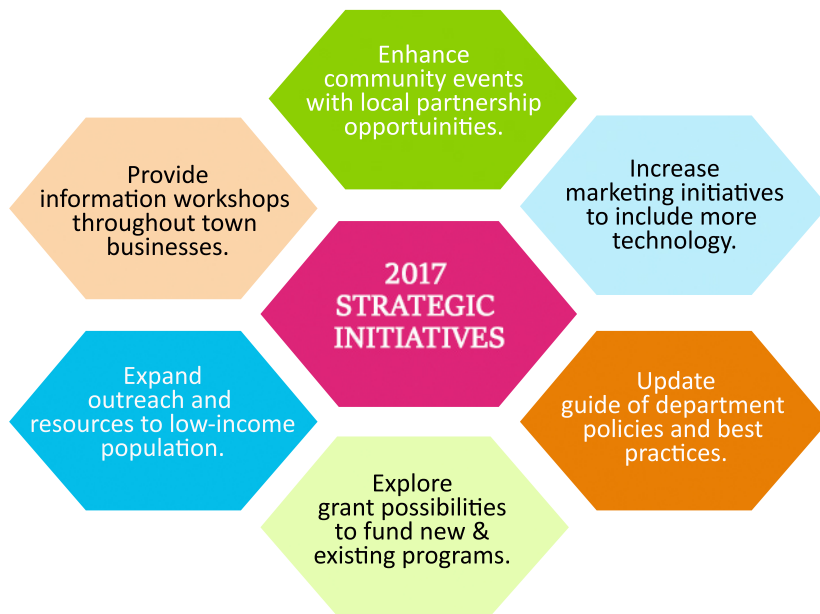 Enhance
community events
with local partnership
opportuinities.
Provide
information workshops
throughout town
businesses.
Increase
marketing initiatives
to include more
technology.
2017
STRATEGIC
INITIATIVES
Expand
outreach and
resources to low-income
population.
Update
guide of department
policies and best
practices.
Explore
grant possibilities
to fund new &
existing programs.